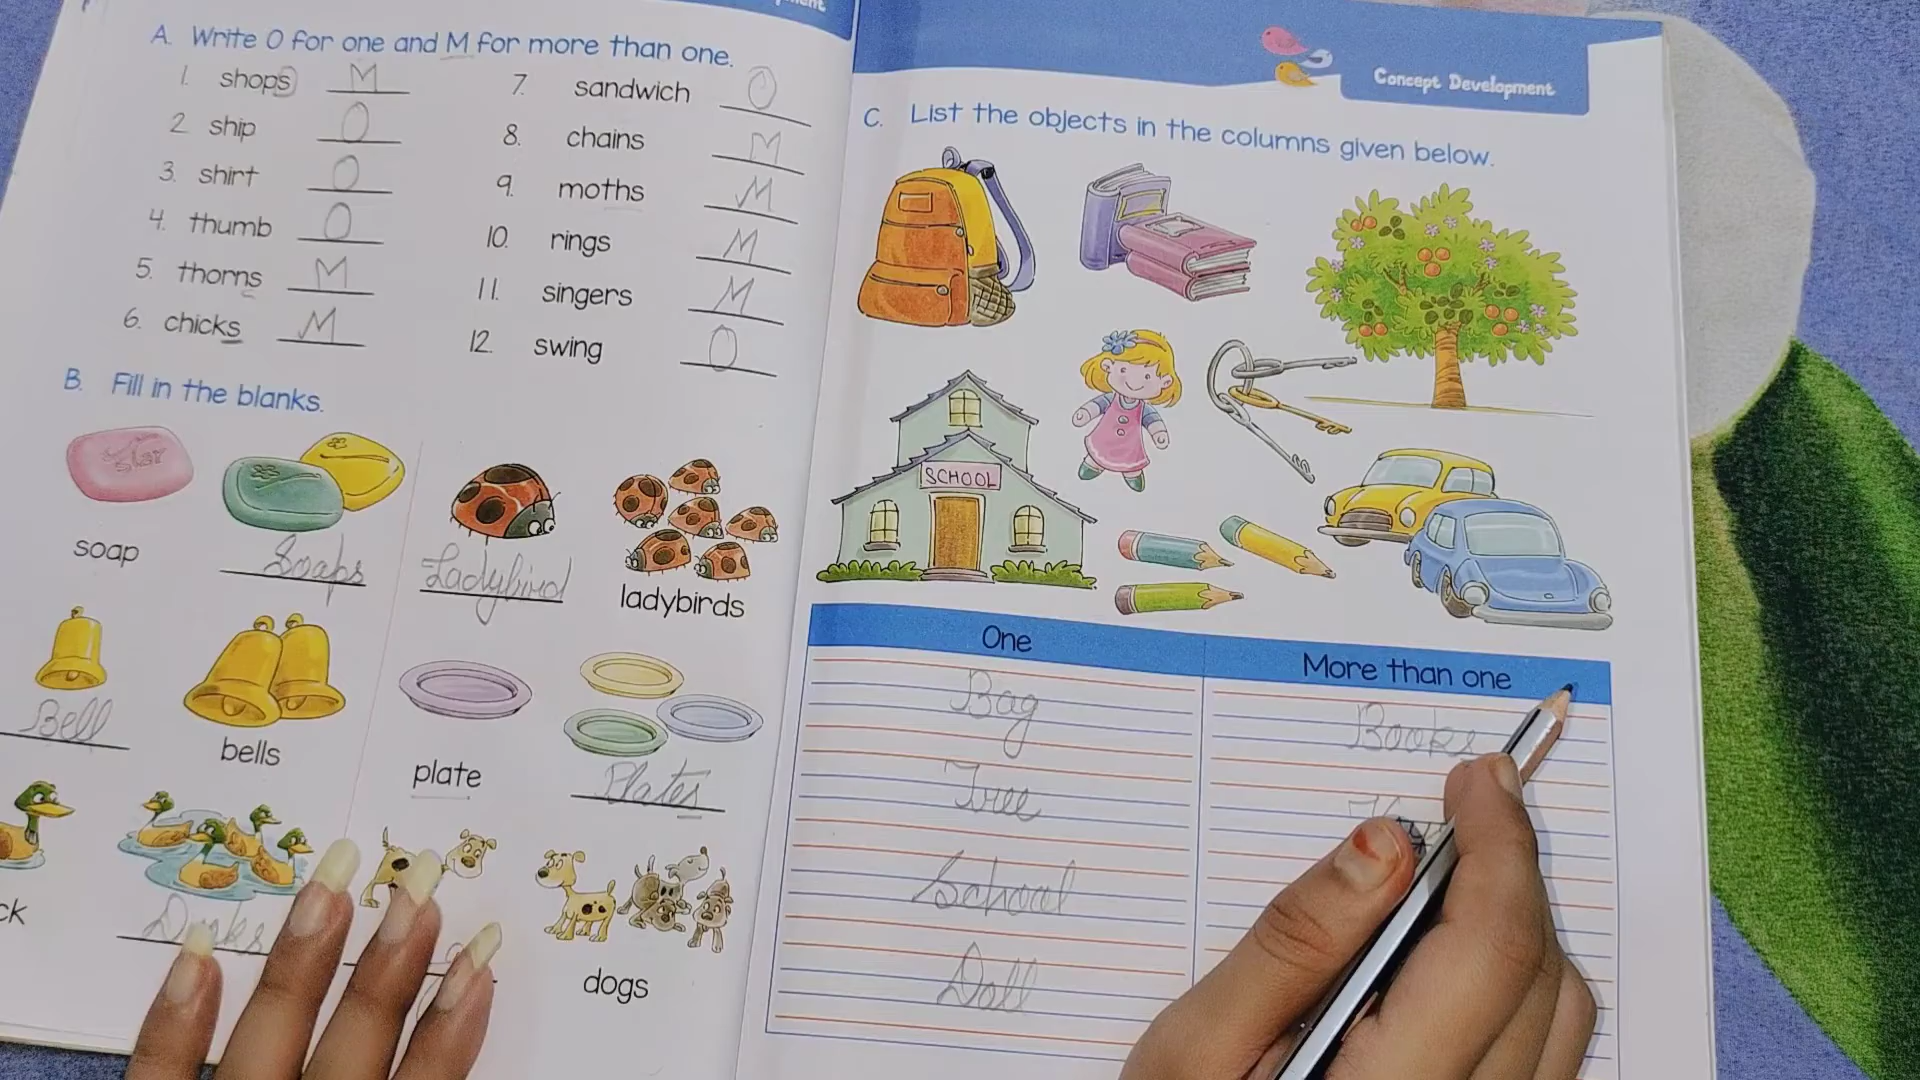 A. Write O for one and M for more than one.
1. shops M
2. ship O
3. shirt O
4. thumb O
5. thorns M
6. chicks M
7. sandwich O
8. chains M
9. moths M
10. rings M
11. singers M
12. swing O
B. Fill in the blanks.
soap Soaps Ladybird ladybirds
Bell bells plate Plates
ck Ducks dogs
Concept Development
C. List the objects in the columns given below.
SCHOOL
One More than one
Bag Books
Tree
School
Doll